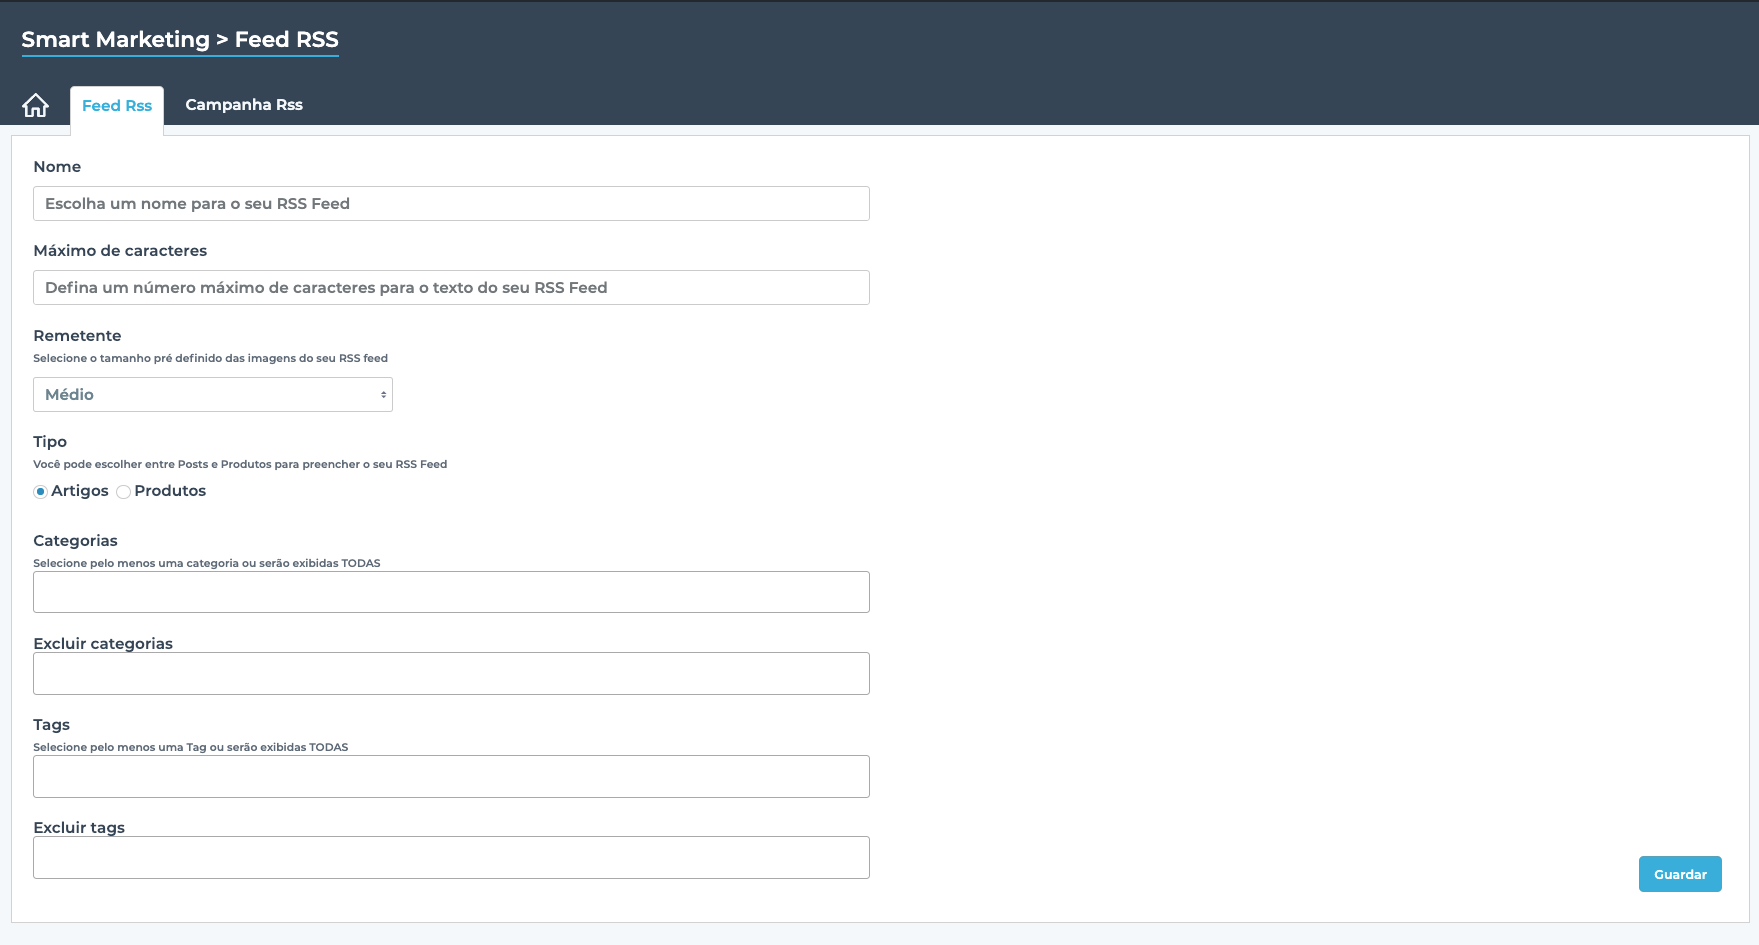 Smart Marketing > Feed RSS
Feed Rss
Campanha Rss
Nome
Escolha um nome para o seu RSS Feed
Máximo de caracteres
Defina um número máximo de caracteres para o texto do seu RSS Feed
Remetente
Selecione o tamanho pré definido das imagens do seu RSS feed
Médio
Tipo
Você pode escolher entre Posts e Produtos para preencher o seu RSS Feed
Artigos
Produtos
Categorias
Selecione pelo menos uma categoria ou serão exibidas TODAS
Excluir categorias
Tags
Selecione pelo menos uma Tag ou serão exibidas TODAS
Excluir tags
Guardar